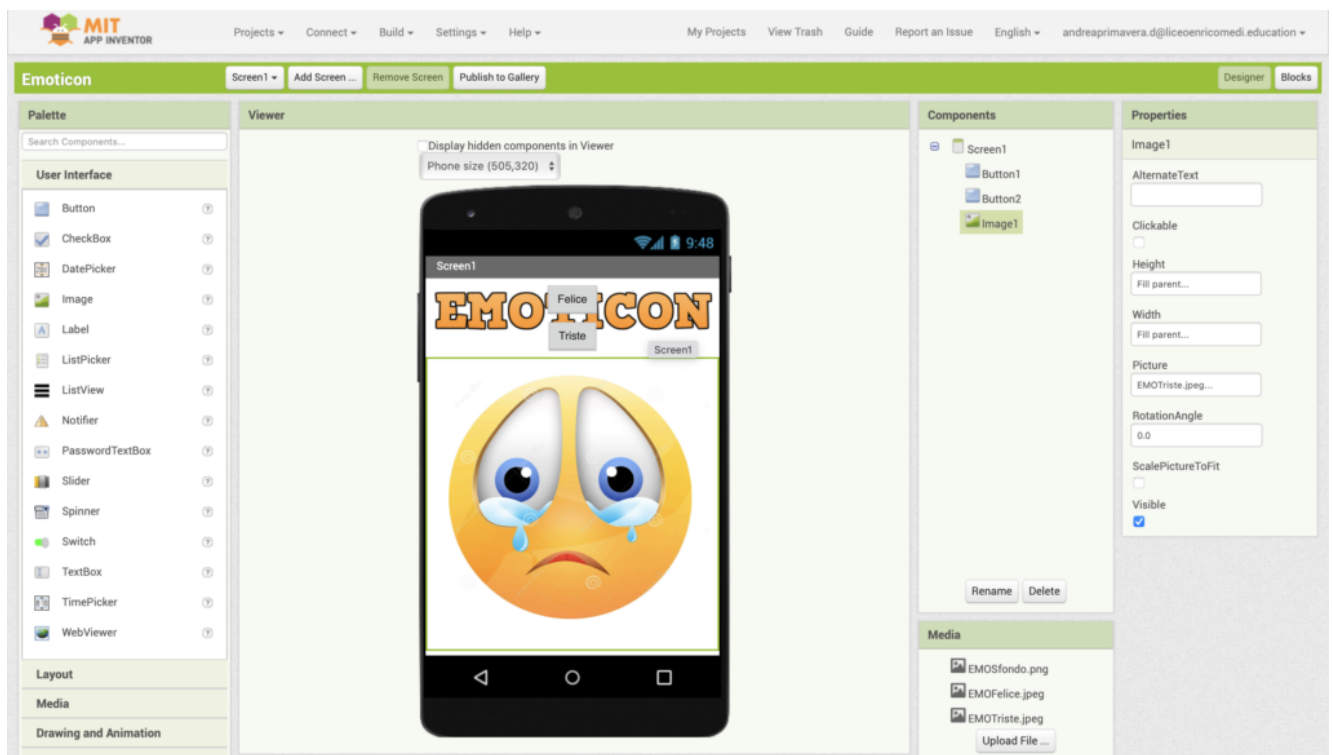 MIT
APP INVENTOR
Projects
Connect
Build
Settings
Help
My Projects
View Trash
Guide
Report an Issue
English
andreaprimavera.d@liceoenricomedi.education
Emoticon
Screen1
Add Screen ...
Remove Screen
Publish to Gallery
Designer
Blocks
Palette
Search Components...
User Interface
Button
CheckBox
DatePicker
Image
Label
ListPicker
ListView
Notifier
PasswordTextBox
Slider
Spinner
Switch
TextBox
TimePicker
WebViewer
Layout
Media
Drawing and Animation
Viewer
Display hidden components in Viewer
Phone size (505,320)
9:48
Screen1
EMOTICON
Felice
Triste
Screen1
Components
Screen1
Button1
Button2
Image1
Rename
Delete
Media
EMOSfondo.png
EMOFelice.jpeg
EMOTriste.jpeg
Upload File ...
Properties
Image1
AlternateText
Clickable
Height
Fill parent...
Width
Fill parent...
Picture
EMOTriste.jpeg...
RotationAngle
0.0
ScalePictureToFit
Visible